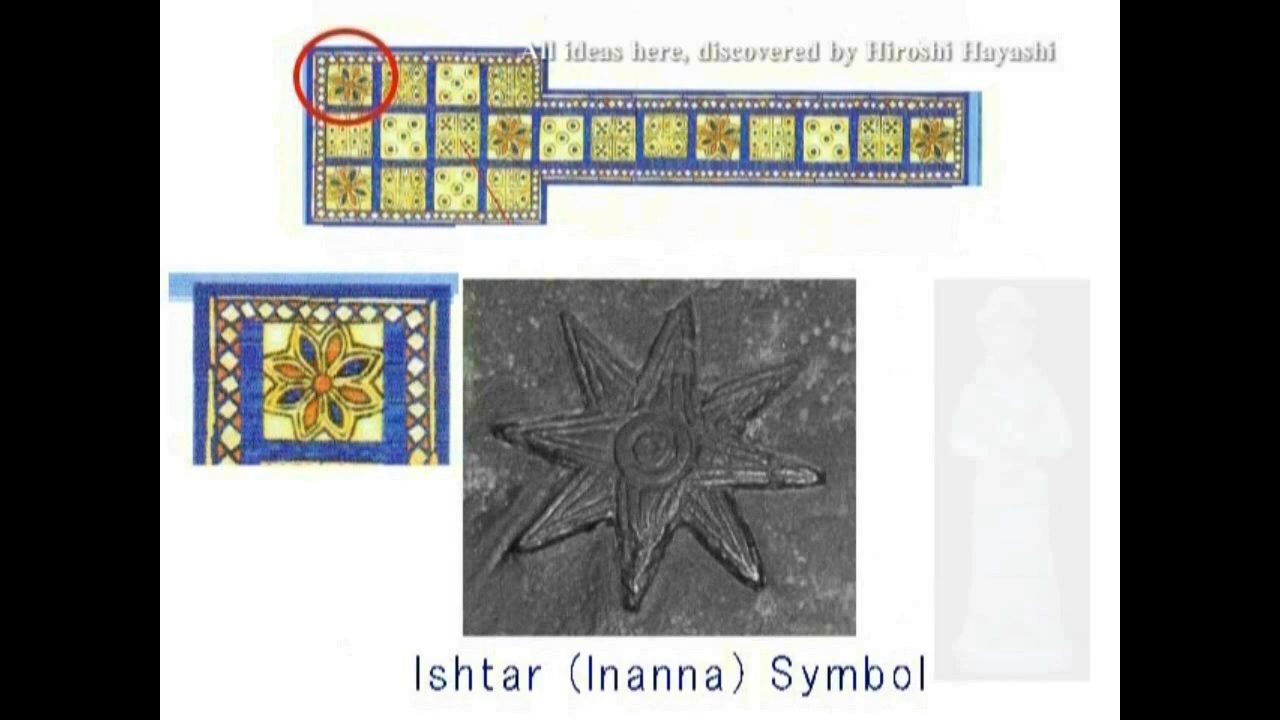 All ideas here, discovered by Hiroshi Hayashi
Ishtar (Inanna) Symbol